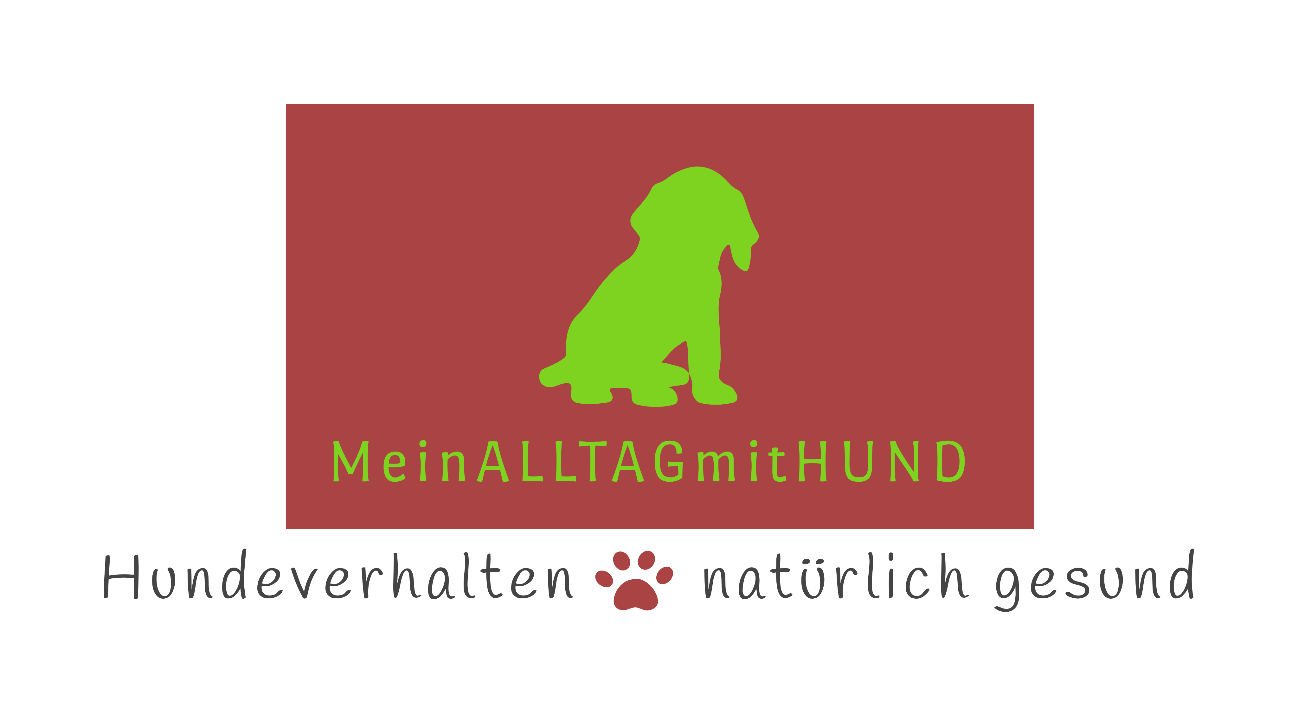 MeinALLTAGmitHUND
Hundeverhalten natürlich gesund